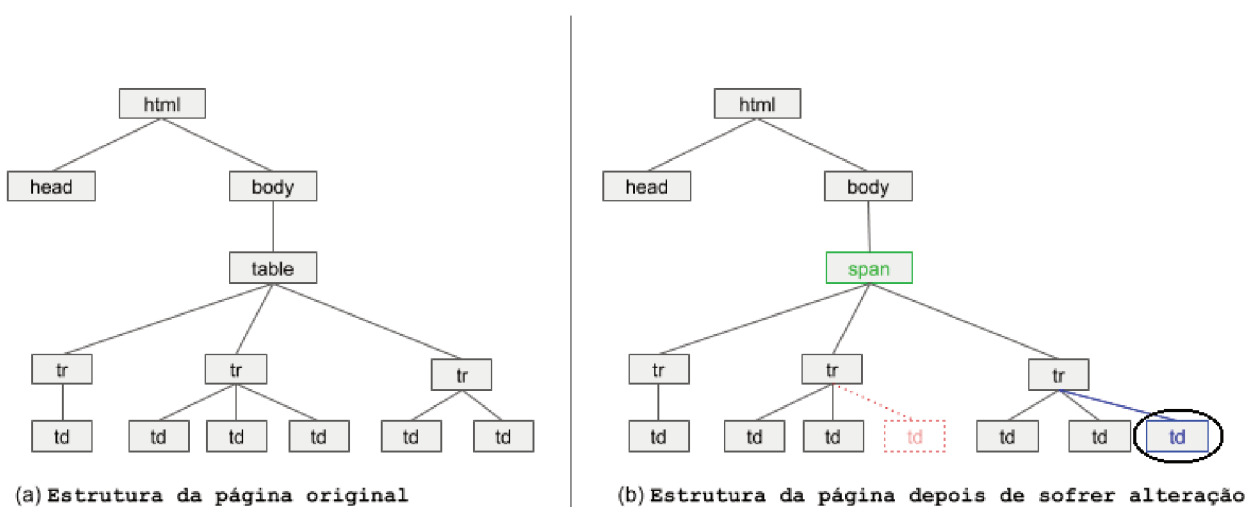 html
html
head
body
head
body
table
span
tr
tr
tr
tr
tr
tr
td
td
td
td
td
td
td
td
td
td
td
td
td
(a) Estrutura da página original
(b) Estrutura da página depois de sofrer alteração